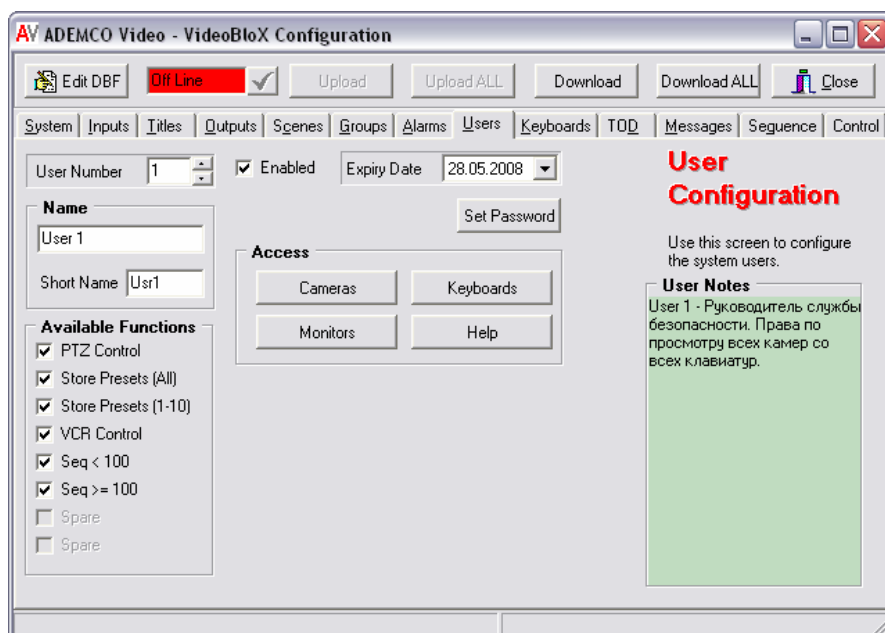 AV ADEMCO Video - VideoBloX Configuration
Edit DBF Off Line Upload Upload ALL Download Download ALL Close
System Inputs Titles Outputs Scenes Groups Alarms Users Keyboards TOD Messages Sequence Control
User Number 1
Enabled
Expiry Date 28.05.2008
Set Password
Name
User 1
Short Name Usr1
Available Functions
PTZ Control
Store Presets (All)
Store Presets (1-10)
VCR Control
Seq < 100
Seq >= 100
Spare
Spare
Access
Cameras Keyboards
Monitors Help
User
Configuration
Use this screen to configure
the system users.
User Notes
User 1 - Руководитель службы
безопасности. Права по
просмотру всех камер со
всех клавиатур.